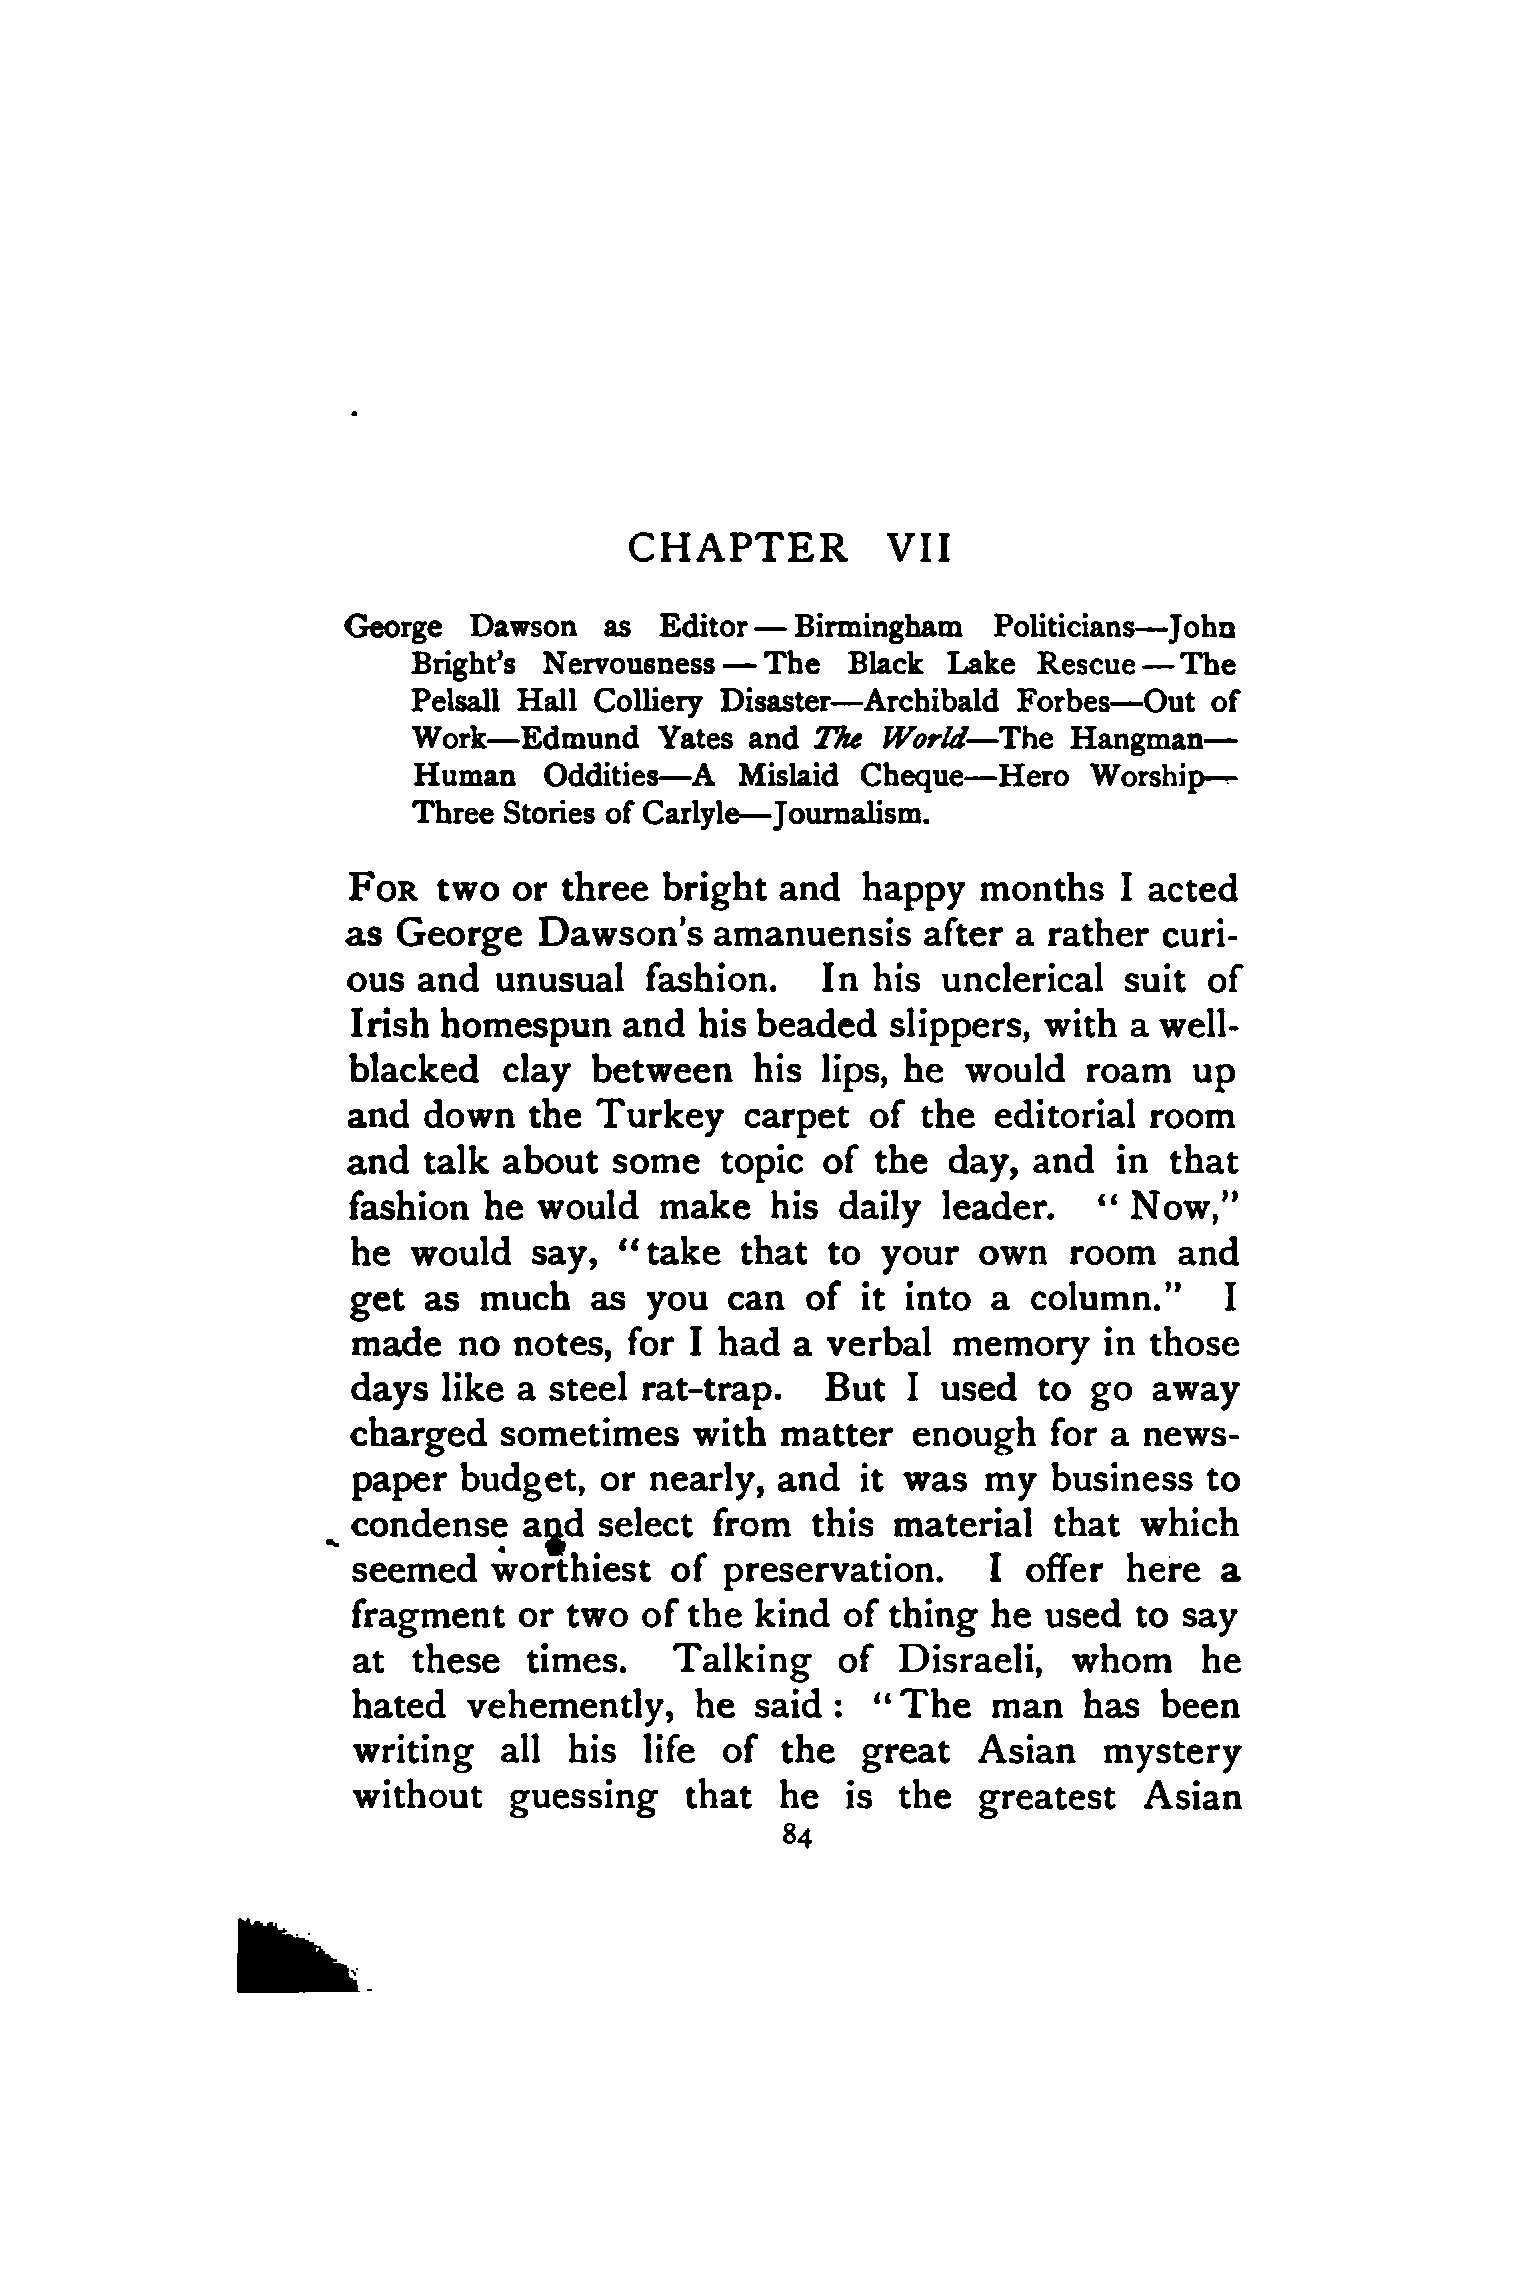 CHAPTER VII
George Dawson as Editor — Birmingham Politicians—John
Bright's Nervousness — The Black Lake Rescue — The
Pelsall Hall Colliery Disaster—Archibald Forbes—Out of
Work—Edmund Yates and The World—The Hangman—
Human Oddities—A Mislaid Cheque—Hero Worship—
Three Stories of Carlyle—Journalism.
FOR two or three bright and happy months I acted
as George Dawson's amanuensis after a rather curi-
ous and unusual fashion. In his unclerical suit of
Irish homespun and his beaded slippers, with a well-
blacked clay between his lips, he would roam up
and down the Turkey carpet of the editorial room
and talk about some topic of the day, and in that
fashion he would make his daily leader. "Now,"
he would say, "take that to your own room and
get as much as you can of it into a column." I
made no notes, for I had a verbal memory in those
days like a steel rat-trap. But I used to go away
charged sometimes with matter enough for a news-
paper budget, or nearly, and it was my business to
condense and select from this material that which
seemed worthiest of preservation. I offer here a
fragment or two of the kind of thing he used to say
at these times. Talking of Disraeli, whom he
hated vehemently, he said : "The man has been
writing all his life of the great Asian mystery
without guessing that he is the greatest Asian
84